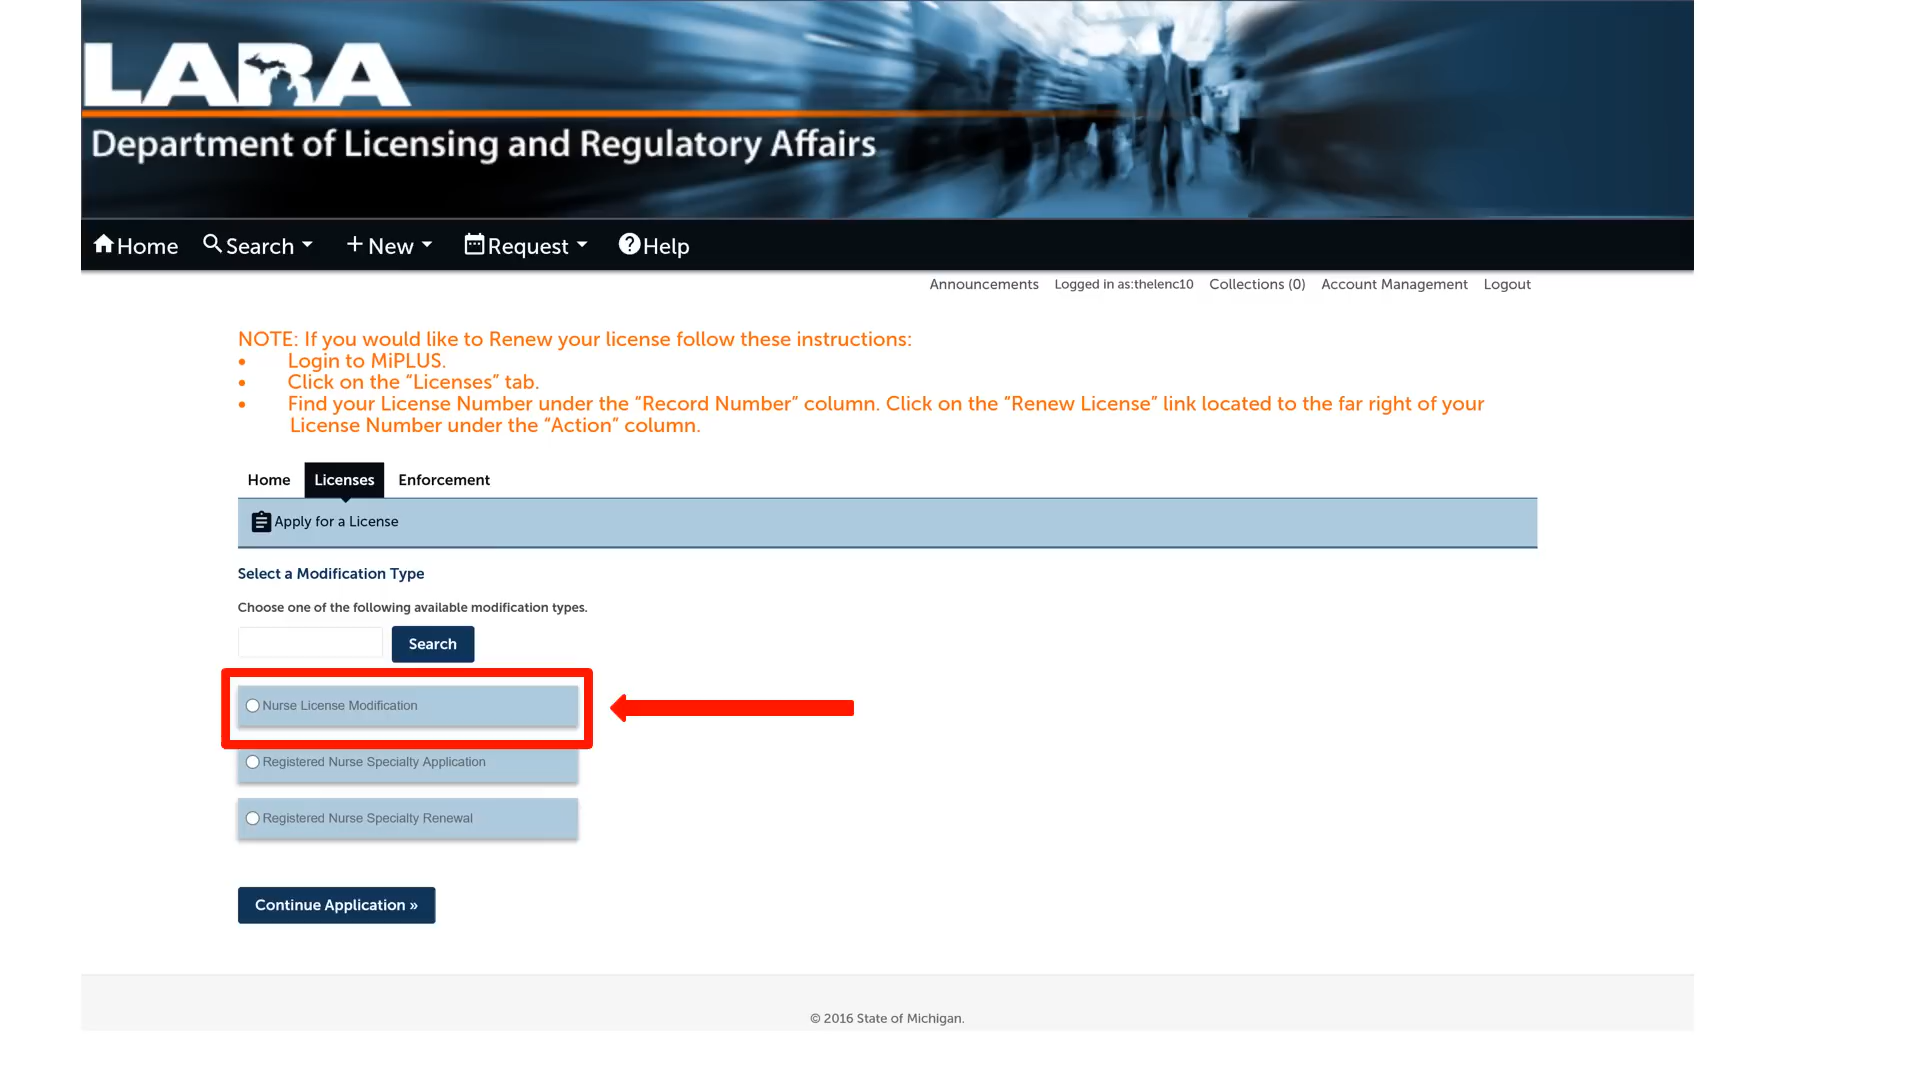 LARA
Department of Licensing and Regulatory Affairs
Home Search New Request Help
Announcements Logged in as:thelenc10 Collections (0) Account Management Logout
NOTE: If you would like to Renew your license follow these instructions:
• Login to MiPLUS.
• Click on the “Licenses” tab.
• Find your License Number under the “Record Number” column. Click on the “Renew License” link located to the far right of your
License Number under the “Action” column.
Home Licenses Enforcement
Apply for a License
Select a Modification Type
Choose one of the following available modification types.
Search
Nurse License Modification
Registered Nurse Specialty Application
Registered Nurse Specialty Renewal
Continue Application »
© 2016 State of Michigan.